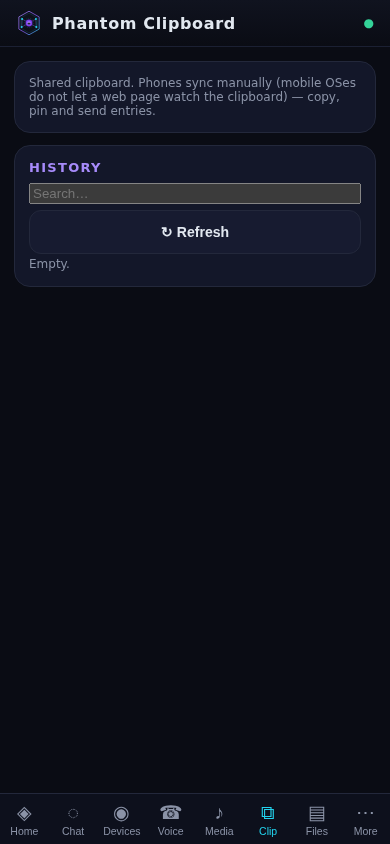 Phantom Clipboard
Shared clipboard. Phones sync manually (mobile OSes
do not let a web page watch the clipboard) — copy,
pin and send entries.
HISTORY
Search…
↻ Refresh
Empty.
Home Chat Devices Voice Media Clip Files More